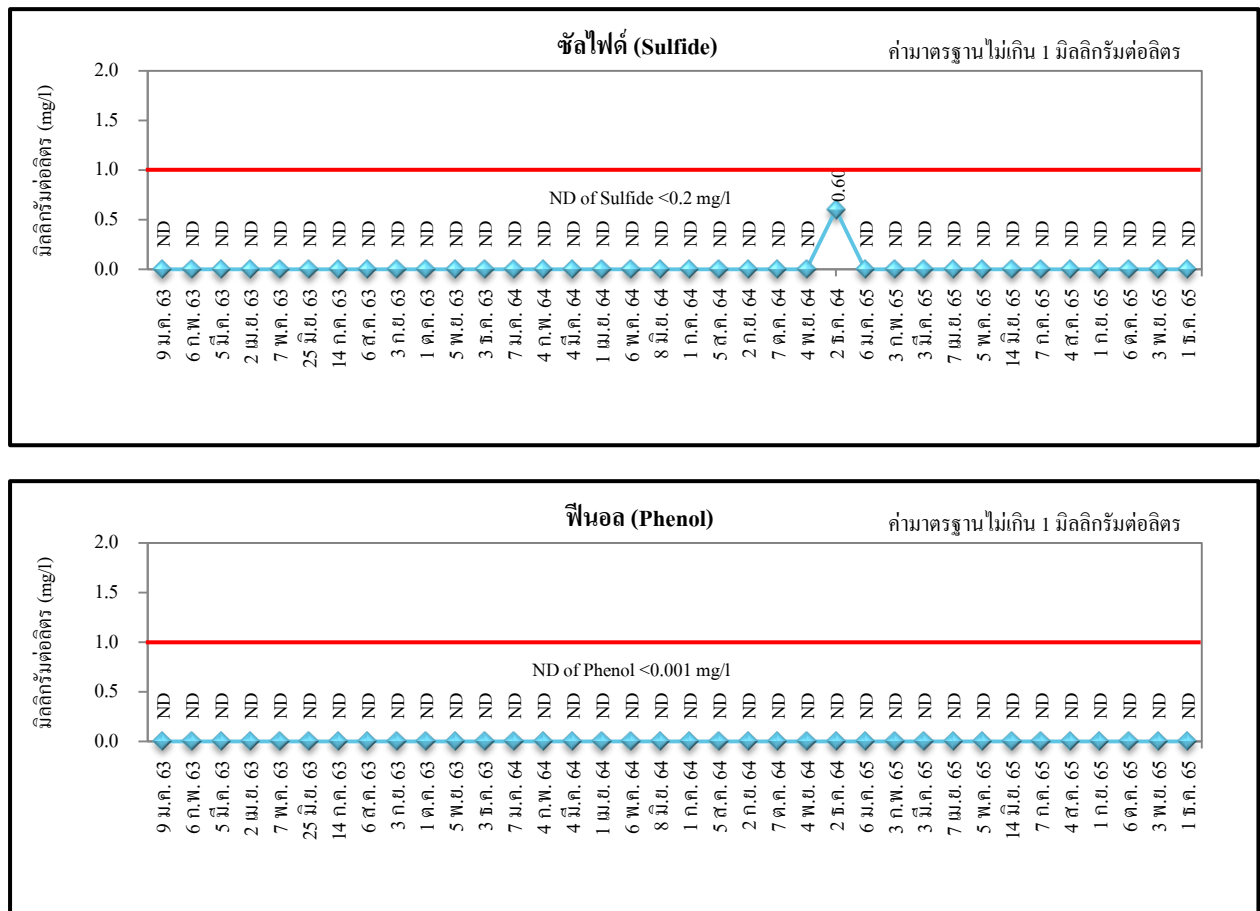 ซัลไฟด์ (Sulfide)
ค่ามาตรฐานไม่เกิน 1 มิลลิกรัมต่อลิตร
มิลลิกรัมต่อลิตร (mg/l)
2.0
1.5
1.0
0.5
0.0
ND of Sulfide <0.2 mg/l
ND ND ND ND ND ND ND ND ND ND ND ND ND ND ND ND ND ND ND ND ND ND ND 0.60 ND ND ND ND ND ND ND ND ND ND ND ND
9 ม.ค. 63
6 ก.พ. 63
5 มี.ค. 63
2 เม.ย. 63
7 พ.ค. 63
25 มิ.ย. 63
14 ก.ค. 63
6 ส.ค. 63
3 ก.ย. 63
1 ต.ค. 63
5 พ.ย. 63
3 ธ.ค. 63
7 ม.ค. 64
4 ก.พ. 64
4 มี.ค. 64
1 เม.ย. 64
6 พ.ค. 64
8 มิ.ย. 64
1 ก.ค. 64
5 ส.ค. 64
2 ก.ย. 64
7 ต.ค. 64
4 พ.ย. 64
2 ธ.ค. 64
6 ม.ค. 65
3 ก.พ. 65
3 มี.ค. 65
7 เม.ย. 65
5 พ.ค. 65
14 มิ.ย. 65
7 ก.ค. 65
4 ส.ค. 65
1 ก.ย. 65
6 ต.ค. 65
3 พ.ย. 65
1 ธ.ค. 65
ฟีนอล (Phenol)
ค่ามาตรฐานไม่เกิน 1 มิลลิกรัมต่อลิตร
มิลลิกรัมต่อลิตร (mg/l)
2.0
1.5
1.0
0.5
0.0
ND of Phenol <0.001 mg/l
ND ND ND ND ND ND ND ND ND ND ND ND ND ND ND ND ND ND ND ND ND ND ND ND ND ND ND ND ND ND ND ND ND ND ND ND
9 ม.ค. 63
6 ก.พ. 63
5 มี.ค. 63
2 เม.ย. 63
7 พ.ค. 63
25 มิ.ย. 63
14 ก.ค. 63
6 ส.ค. 63
3 ก.ย. 63
1 ต.ค. 63
5 พ.ย. 63
3 ธ.ค. 63
7 ม.ค. 64
4 ก.พ. 64
4 มี.ค. 64
1 เม.ย. 64
6 พ.ค. 64
8 มิ.ย. 64
1 ก.ค. 64
5 ส.ค. 64
2 ก.ย. 64
7 ต.ค. 64
4 พ.ย. 64
2 ธ.ค. 64
6 ม.ค. 65
3 ก.พ. 65
3 มี.ค. 65
7 เม.ย. 65
5 พ.ค. 65
14 มิ.ย. 65
7 ก.ค. 65
4 ส.ค. 65
1 ก.ย. 65
6 ต.ค. 65
3 พ.ย. 65
1 ธ.ค. 65